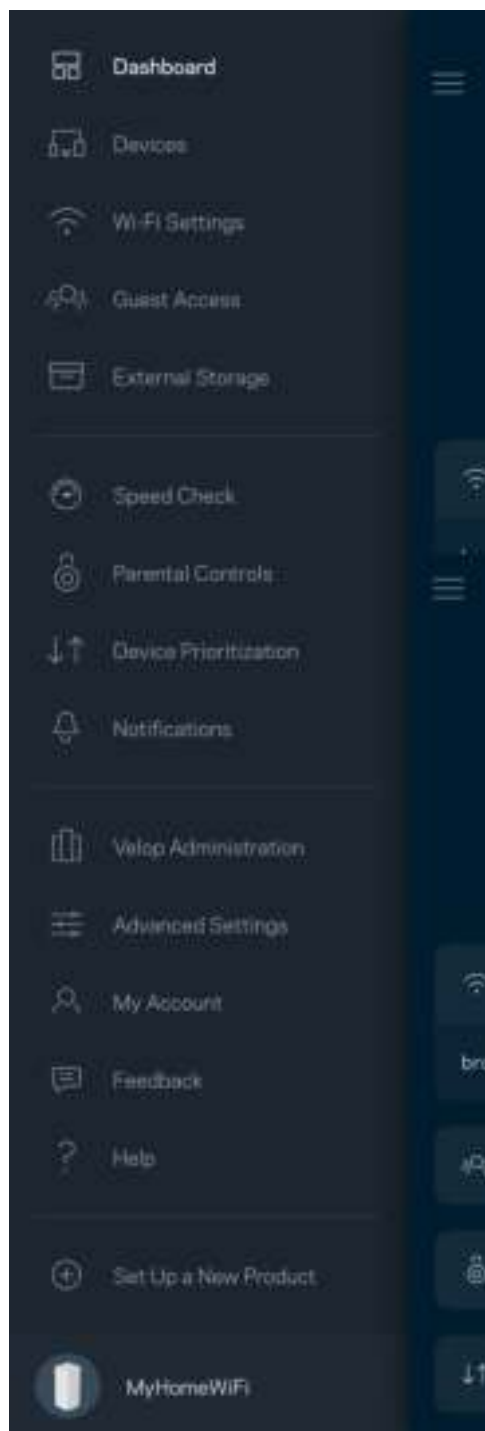 Dashboard
Devices
Wi-Fi Settings
Guest Access
External Storage
Speed Check
Parental Controls
Device Prioritization
Notifications
Velop Administration
Advanced Settings
My Account
Feedback
Help
Set Up a New Product
MyHomeWiFi
bro